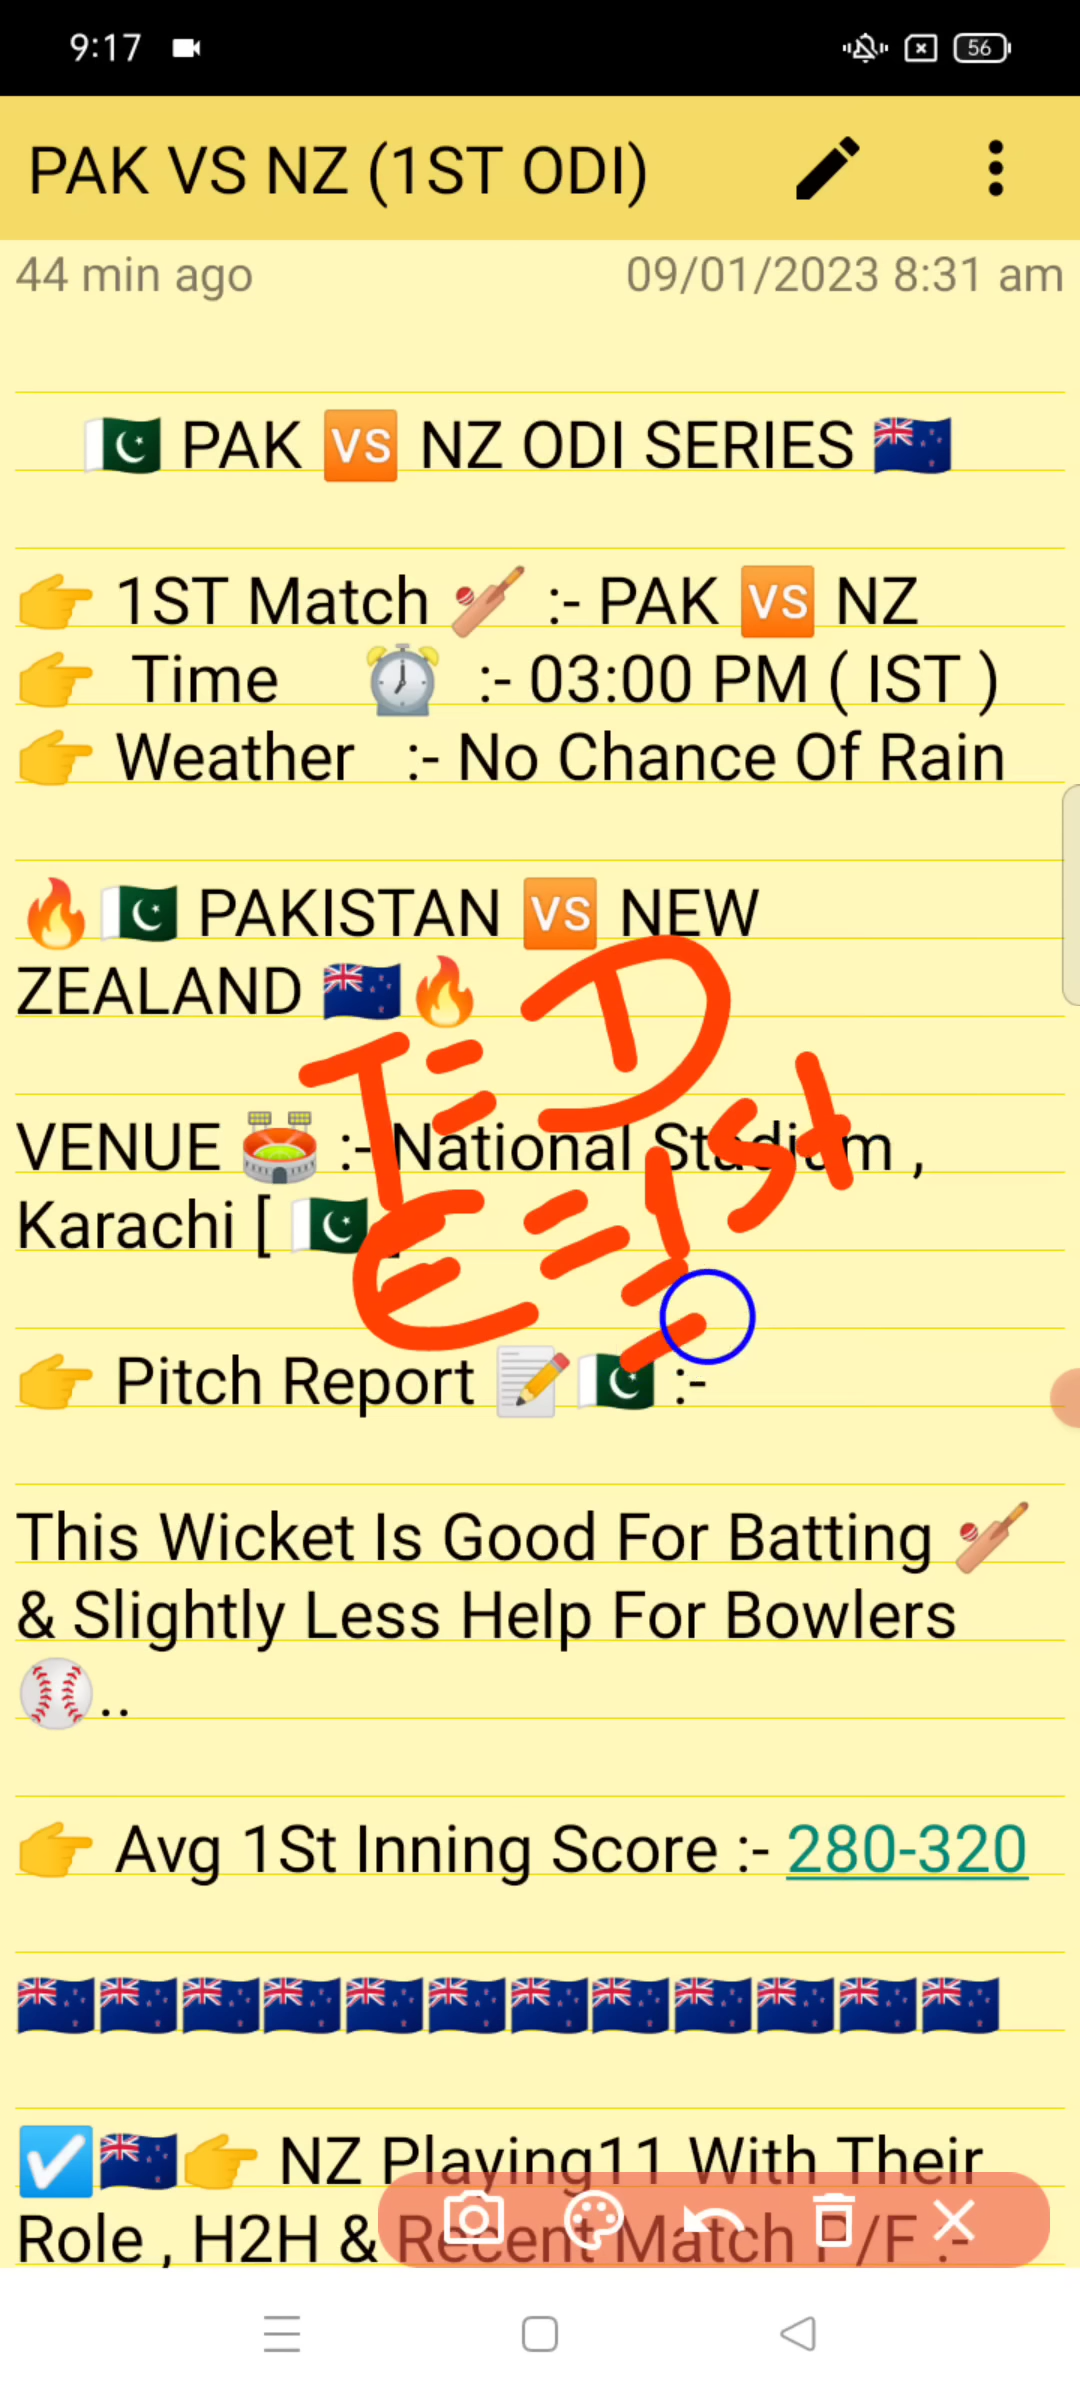 9:17 56
PAK VS NZ (1ST ODI)
44 min ago 09/01/2023 8:31 am
🇵🇰 PAK 🆚 NZ ODI SERIES 🇳🇿
👉 1ST Match 🏏 :- PAK 🆚 NZ
👉 Time ⏰ :- 03:00 PM ( IST )
👉 Weather :- No Chance Of Rain
🔥🇵🇰 PAKISTAN 🆚 NEW
ZEALAND 🇳🇿🔥
T = D
VENUE 🏟 :- National Stadium ,
Karachi [ 🇵🇰 ]
E = 1st
👉 Pitch Report 📝🇵🇰 :-
This Wicket Is Good For Batting 🏏
& Slightly Less Help For Bowlers
⚾..
👉 Avg 1St Inning Score :- 280-320
🇳🇿🇳🇿🇳🇿🇳🇿🇳🇿🇳🇿🇳🇿🇳🇿🇳🇿🇳🇿🇳🇿🇳🇿
☑🇳🇿👉 NZ Playing11 With Their
Role , H2H & Recent Match P/F :-